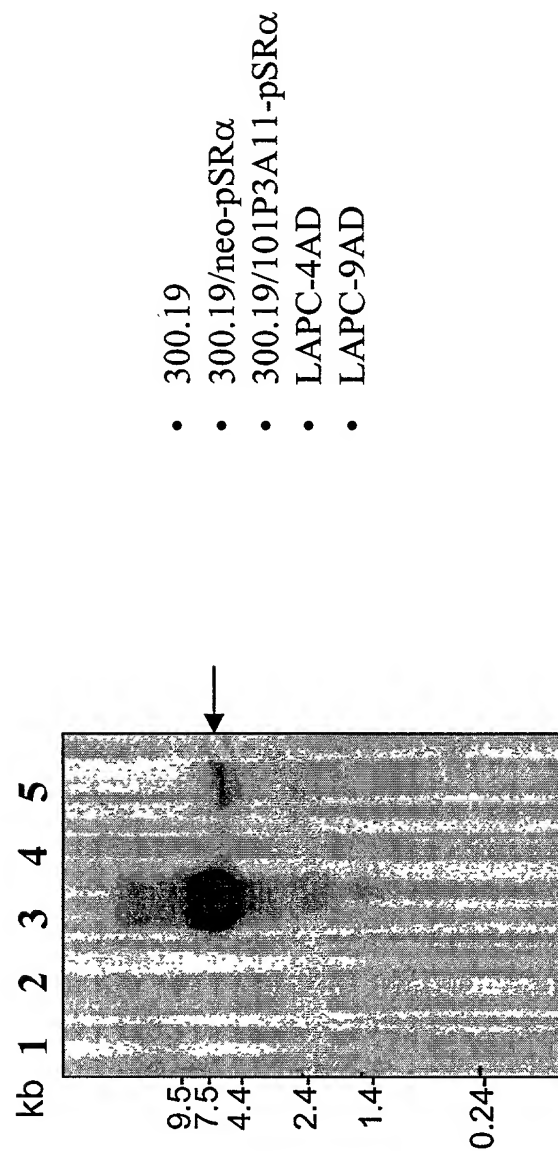 kb 1 2 3 4 5
9.5
7.5
4.4
2.4
1.4
0.24
• 300.19
• 300.19/neo-pSRα
• 300.19/101P3A11-pSRα
• LAPC-4AD
• LAPC-9AD